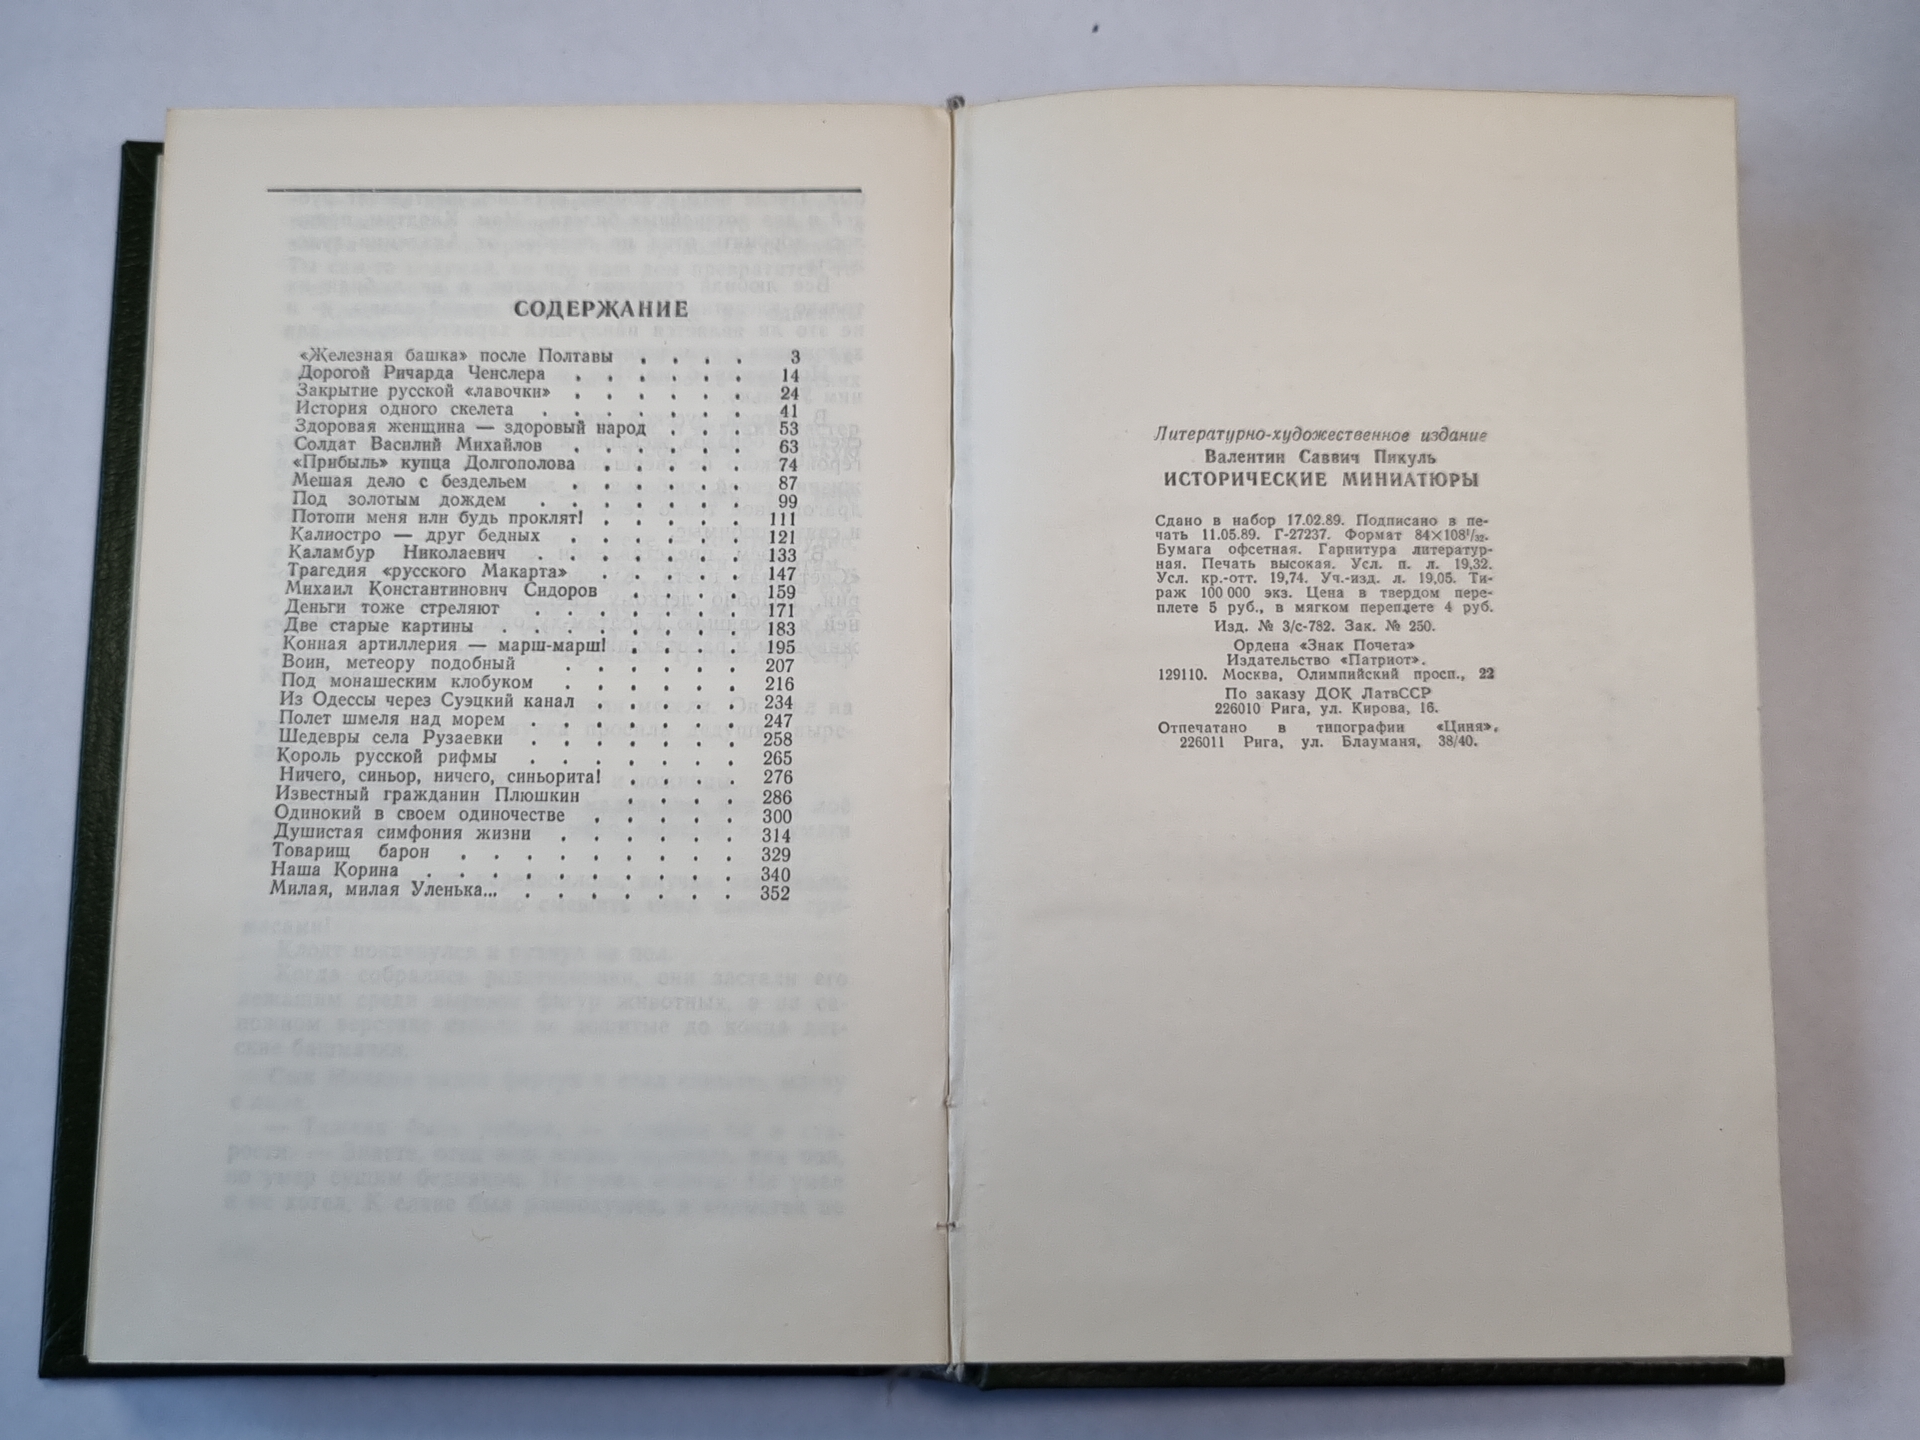 СОДЕРЖАНИЕ
«Железная башка» после Полтавы . . . . 3
Дорогой Ричарда Ченслера . . . . . . 14
Закрытие русской «лавочки» . . . . . . 24
История одного скелета . . . . . . . 41
Здоровая женщина — здоровый народ . . . 53
Солдат Василий Михайлов . . . . . . 63
«Прибыль» купца Долгополова . . . . . 74
Мешая дело с бездельем . . . . . . 87
Под золотым дождем . . . . . . . 99
Потопи меня или будь проклят! . . . . . 111
Калиостро — друг бедных . . . . . . 121
Каламбур Николаевич . . . . . . . 133
Трагедия «русского Макарта» . . . . . 147
Михаил Константинович Сидоров . . . . 159
Деньги тоже стреляют . . . . . . . 171
Две старые картины . . . . . . . . 183
Конная артиллерия — марш-марш! . . . . 195
Воин, метеору подобный . . . . . . 207
Под монашеским клобуком . . . . . . 216
Из Одессы через Суэцкий канал . . . . . 234
Полет шмеля над морем . . . . . . . 247
Шедевры села Рузаевки . . . . . . . 258
Король русской рифмы . . . . . . . 265
Ничего, синьор, ничего, синьорита! . . . . 276
Известный гражданин Плюшкин . . . . 286
Одинокий в своем одиночестве . . . . . 300
Душистая симфония жизни . . . . . . 314
Товарищ барон . . . . . . . . . 329
Наша Корина . . . . . . . . . . 340
Милая, милая Уленька... . . . . . . . 352
Литературно-художественное издание
Валентин Саввич Пикуль
ИСТОРИЧЕСКИЕ МИНИАТЮРЫ
Сдано в набор 17.02.89. Подписано в пе-
чать 11.05.89. Г-27237. Формат 84×108¹/₃₂.
Бумага офсетная. Гарнитура литератур-
ная. Печать высокая. Усл. п. л. 19,32.
Усл. кр.-отт. 19,74. Уч.-изд. л. 19,05. Ти-
раж 100 000 экз. Цена в твердом пере-
плете 5 руб., в мягком переплете 4 руб.
Изд. № 3/с-782. Зак. № 250.
Ордена «Знак Почета»
Издательство «Патриот».
129110. Москва, Олимпийский просп., 22
По заказу ДОК ЛатвССР
226010 Рига, ул. Кирова, 16.
Отпечатано в типографии «Циня».
226011 Рига, ул. Блауманя, 38/40.